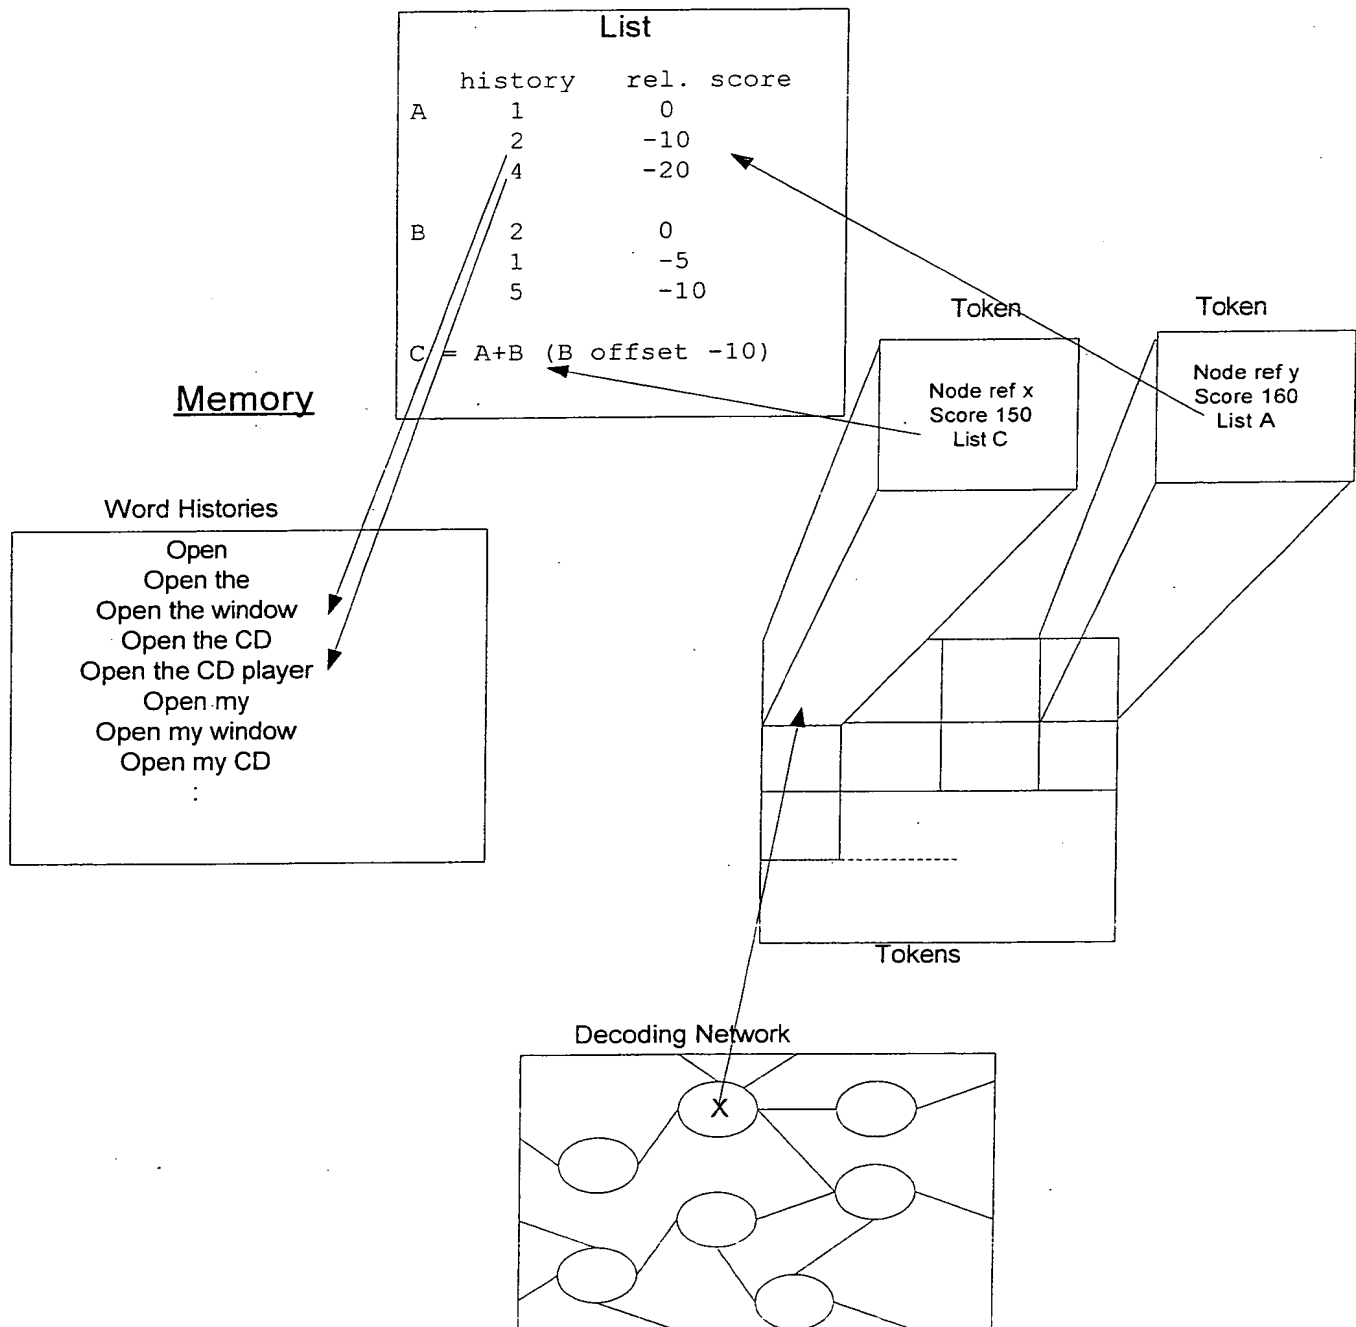 List
history rel. score
A 1 0
2 -10
4 -20
B 2 0
1 -5
5 -10
C = A+B (B offset -10)
Memory
Token
Node ref x
Score 150
List C
Token
Node ref y
Score 160
List A
Word Histories
Open
Open the
Open the window
Open the CD
Open the CD player
Open my
Open my window
Open my CD
:
Tokens
Decoding Network
X